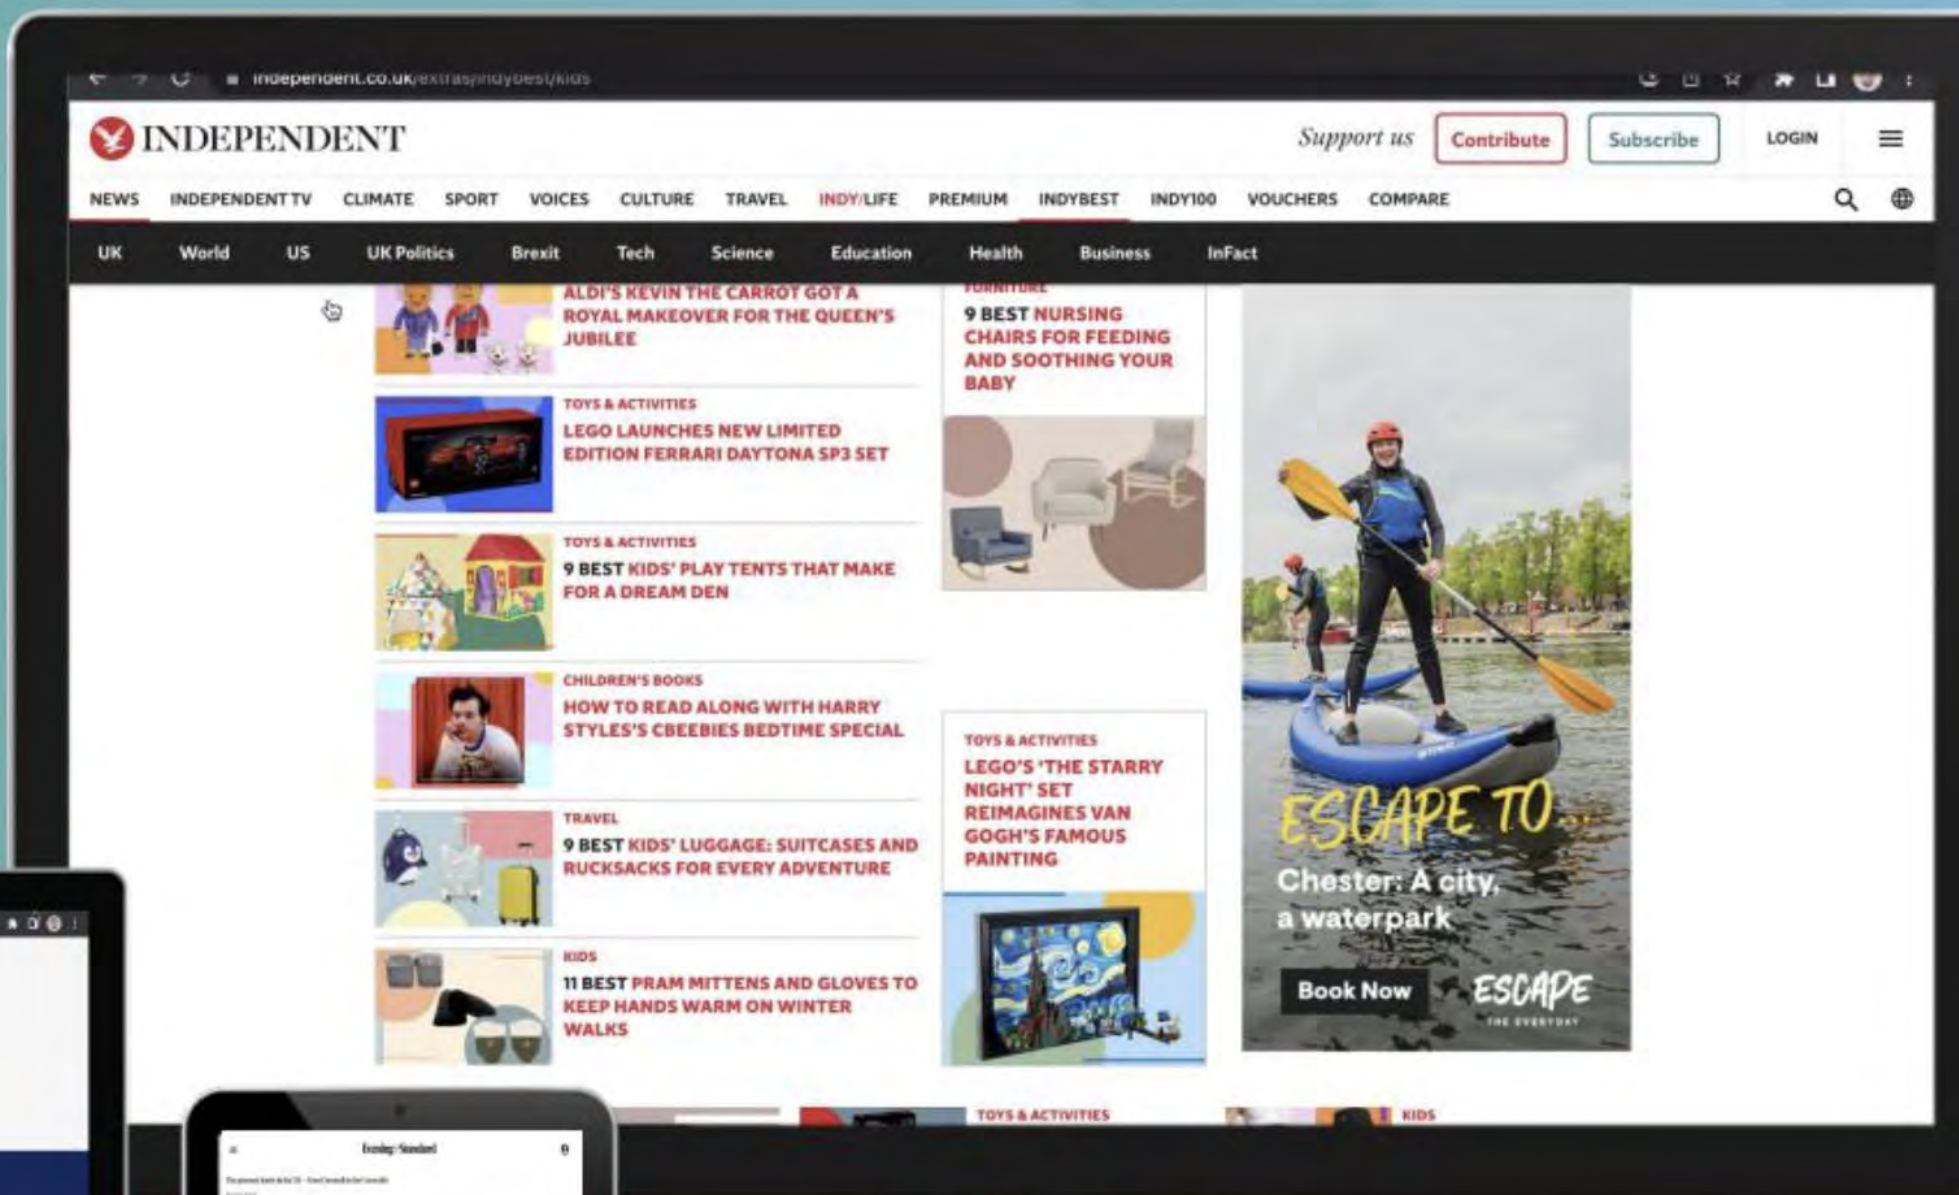 independent.co.uk/extras/indybest/kids
INDEPENDENT
Support us
Contribute
Subscribe
LOGIN
NEWS INDEPENDENT TV CLIMATE SPORT VOICES CULTURE TRAVEL INDY/LIFE PREMIUM INDYBEST INDY100 VOUCHERS COMPARE
UK World US UK Politics Brexit Tech Science Education Health Business InFact
ALDI'S KEVIN THE CARROT GOT A
ROYAL MAKEOVER FOR THE QUEEN'S
JUBILEE
TOYS & ACTIVITIES
LEGO LAUNCHES NEW LIMITED
EDITION FERRARI DAYTONA SP3 SET
TOYS & ACTIVITIES
9 BEST KIDS' PLAY TENTS THAT MAKE
FOR A DREAM DEN
CHILDREN'S BOOKS
HOW TO READ ALONG WITH HARRY
STYLES'S CBEEBIES BEDTIME SPECIAL
TRAVEL
9 BEST KIDS' LUGGAGE: SUITCASES AND
RUCKSACKS FOR EVERY ADVENTURE
KIDS
11 BEST PRAM MITTENS AND GLOVES TO
KEEP HANDS WARM ON WINTER
WALKS
FURNITURE
9 BEST NURSING
CHAIRS FOR FEEDING
AND SOOTHING YOUR
BABY
TOYS & ACTIVITIES
LEGO'S 'THE STARRY
NIGHT' SET
REIMAGINES VAN
GOGH'S FAMOUS
PAINTING
ESCAPE TO
Chester: A city,
a waterpark
Book Now
ESCAPE
THE EVERYDAY
TOYS & ACTIVITIES
KIDS
Evening Standard